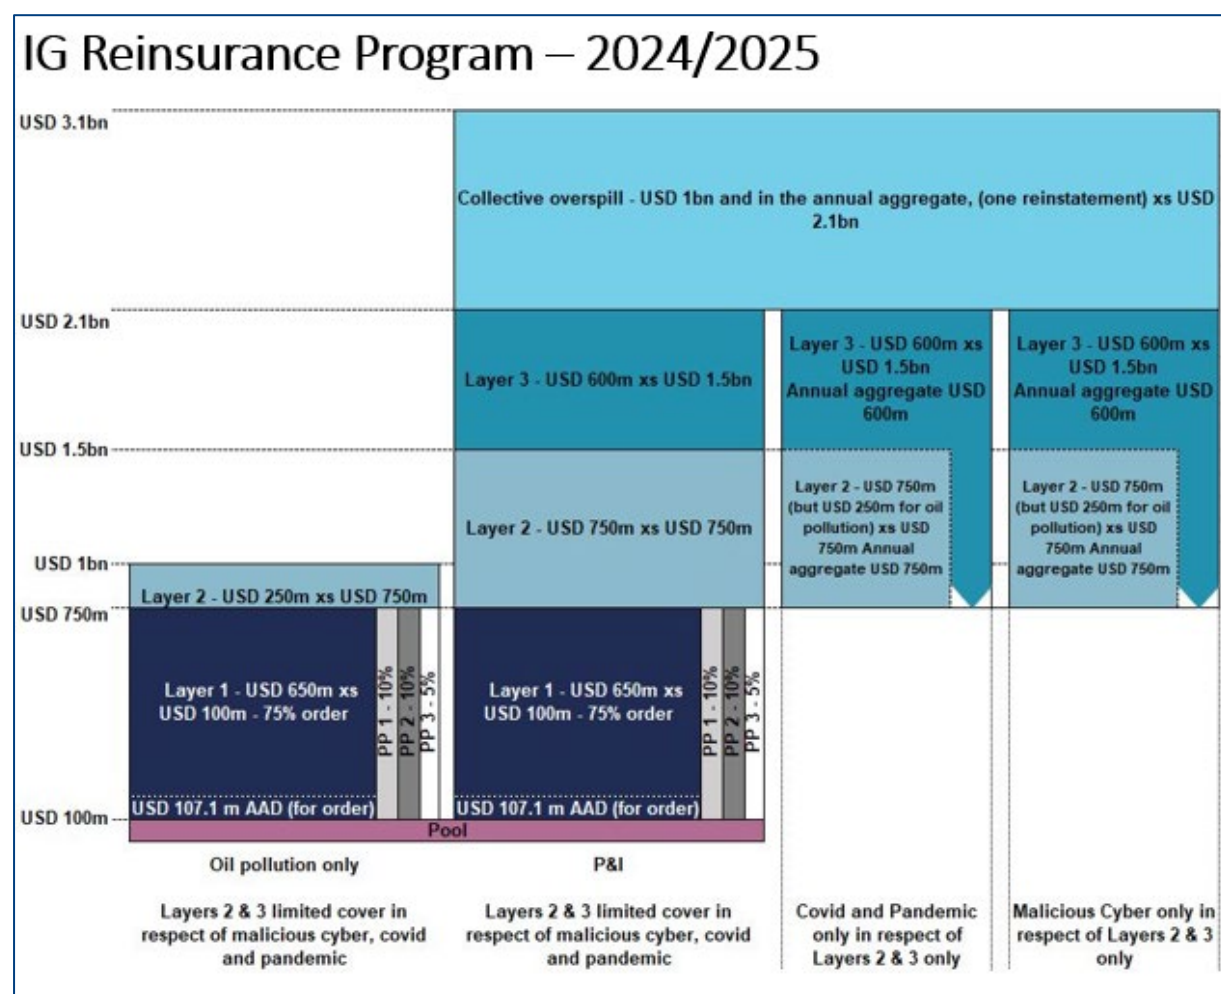 IG Reinsurance Program – 2024/2025
USD 3.1bn
Collective overspill - USD 1bn and in the annual aggregate, (one reinstatement) xs USD
2.1bn
USD 2.1bn
Layer 3 - USD 600m xs USD 1.5bn
Layer 3 - USD 600m xs
USD 1.5bn
Annual aggregate USD
600m
Layer 3 - USD 600m xs
USD 1.5bn
Annual aggregate USD
600m
USD 1.5bn
Layer 2 - USD 750m xs USD 750m
Layer 2 - USD 750m
(but USD 250m for oil
pollution) xs USD
750m Annual
aggregate USD 750m
Layer 2 - USD 750m
(but USD 250m for oil
pollution) xs USD
750m Annual
aggregate USD 750m
USD 1bn
Layer 2 - USD 250m xs USD 750m
USD 750m
Layer 1 - USD 650m xs
USD 100m - 75% order
PP 1 - 10%
PP 2 - 10%
PP 3 - 5%
Layer 1 - USD 650m xs
USD 100m - 75% order
PP 1 - 10%
PP 2 - 10%
PP 3 - 5%
USD 107.1 m AAD (for order)
USD 107.1 m AAD (for order)
USD 100m
Pool
Oil pollution only
Layers 2 & 3 limited cover in
respect of malicious cyber, covid
and pandemic
P&I
Layers 2 & 3 limited cover in
respect of malicious cyber, covid
and pandemic
Covid and Pandemic
only in respect of
Layers 2 & 3 only
Malicious Cyber only in
respect of Layers 2 & 3
only